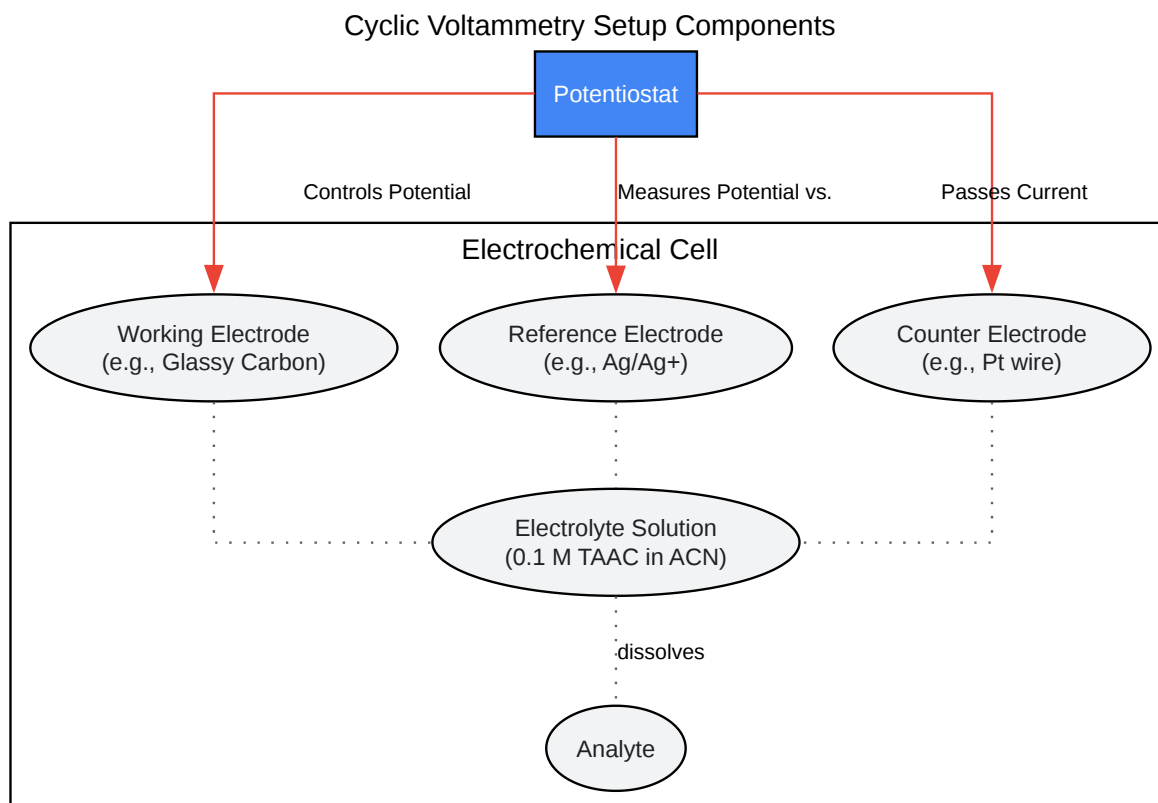 Cyclic Voltammetry Setup Components
Potentiostat
Controls Potential
Measures Potential vs.
Passes Current
Electrochemical Cell
Working Electrode
(e.g., Glassy Carbon)
Reference Electrode
(e.g., Ag/Ag+)
Counter Electrode
(e.g., Pt wire)
Electrolyte Solution
(0.1 M TAAC in ACN)
dissolves
Analyte